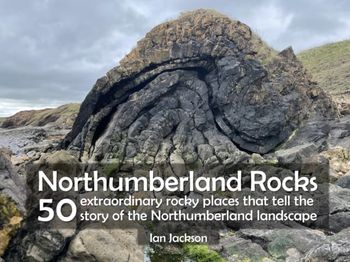 Northumberland Rocks
50 extraordinary rocky places that tell the
story of the Northumberland landscape
Ian Jackson